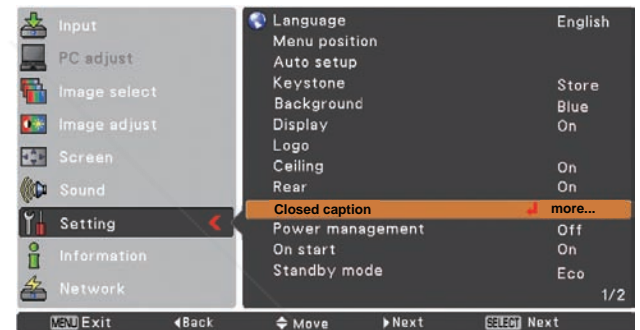 Input
PC adjust
Image select
Image adjust
Screen
Sound
Setting
Information
Network
Language English
Menu position
Auto setup
Keystone Store
Background Blue
Display On
Logo
Ceiling On
Rear On
Closed caption more...
Power management Off
On start On
Standby mode Eco
1/2
MENU Exit Back Move Next SELECT Next